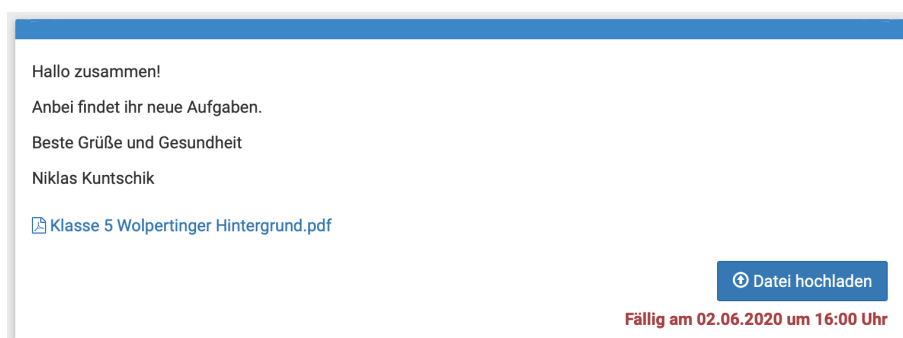 Hallo zusammen!
Anbei findet ihr neue Aufgaben.
Beste Grüße und Gesundheit
Niklas Kuntschik
Klasse 5 Wolpertinger Hintergrund.pdf
Datei hochladen
Fällig am 02.06.2020 um 16:00 Uhr